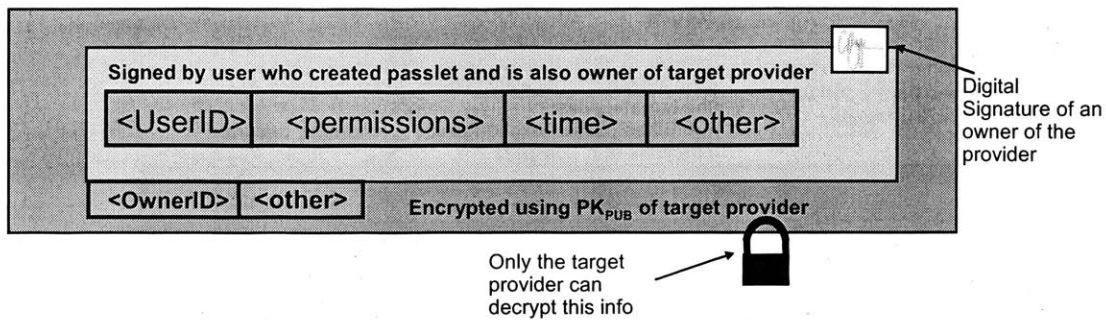 Signed by user who created passlet and is also owner of target provider
<UserID> <permissions> <time> <other>
<OwnerID> <other>
Encrypted using PKPUB of target provider
Digital
Signature of an
owner of the
provider
Only the target
provider can
decrypt this info